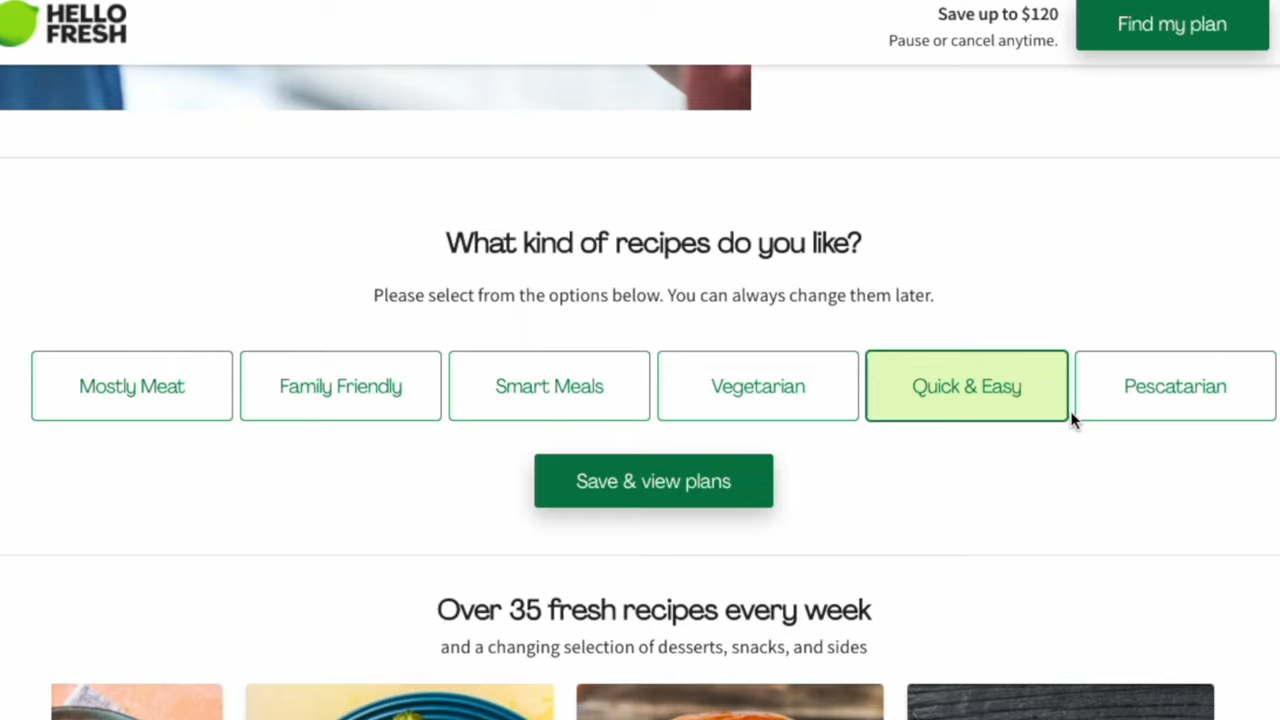 HELLO
FRESH
Save up to $120
Pause or cancel anytime.
Find my plan
What kind of recipes do you like?
Please select from the options below. You can always change them later.
Mostly Meat
Family Friendly
Smart Meals
Vegetarian
Quick & Easy
Pescatarian
Save & view plans
Over 35 fresh recipes every week
and a changing selection of desserts, snacks, and sides